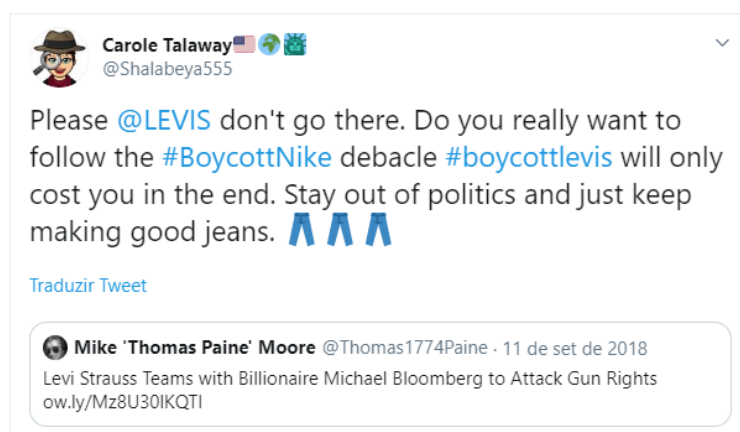 Carole Talaway
@Shalabeya555
Please @LEVIS don't go there. Do you really want to
follow the #BoycottNike debacle #boycottlevis will only
cost you in the end. Stay out of politics and just keep
making good jeans.
Traduzir Tweet
Mike 'Thomas Paine' Moore @Thomas1774Paine · 11 de set de 2018
Levi Strauss Teams with Billionaire Michael Bloomberg to Attack Gun Rights
ow.ly/Mz8U30lKQTl